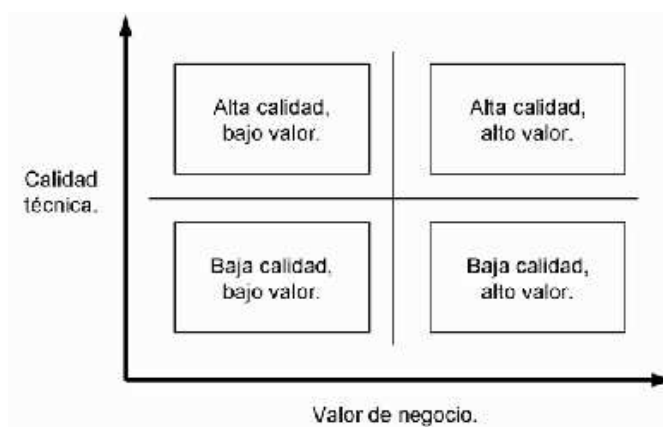 Alta calidad,
bajo valor.
Alta calidad,
alto valor.
Calidad
técnica.
Baja calidad,
bajo valor.
Baja calidad,
alto valor.
Valor de negocio.